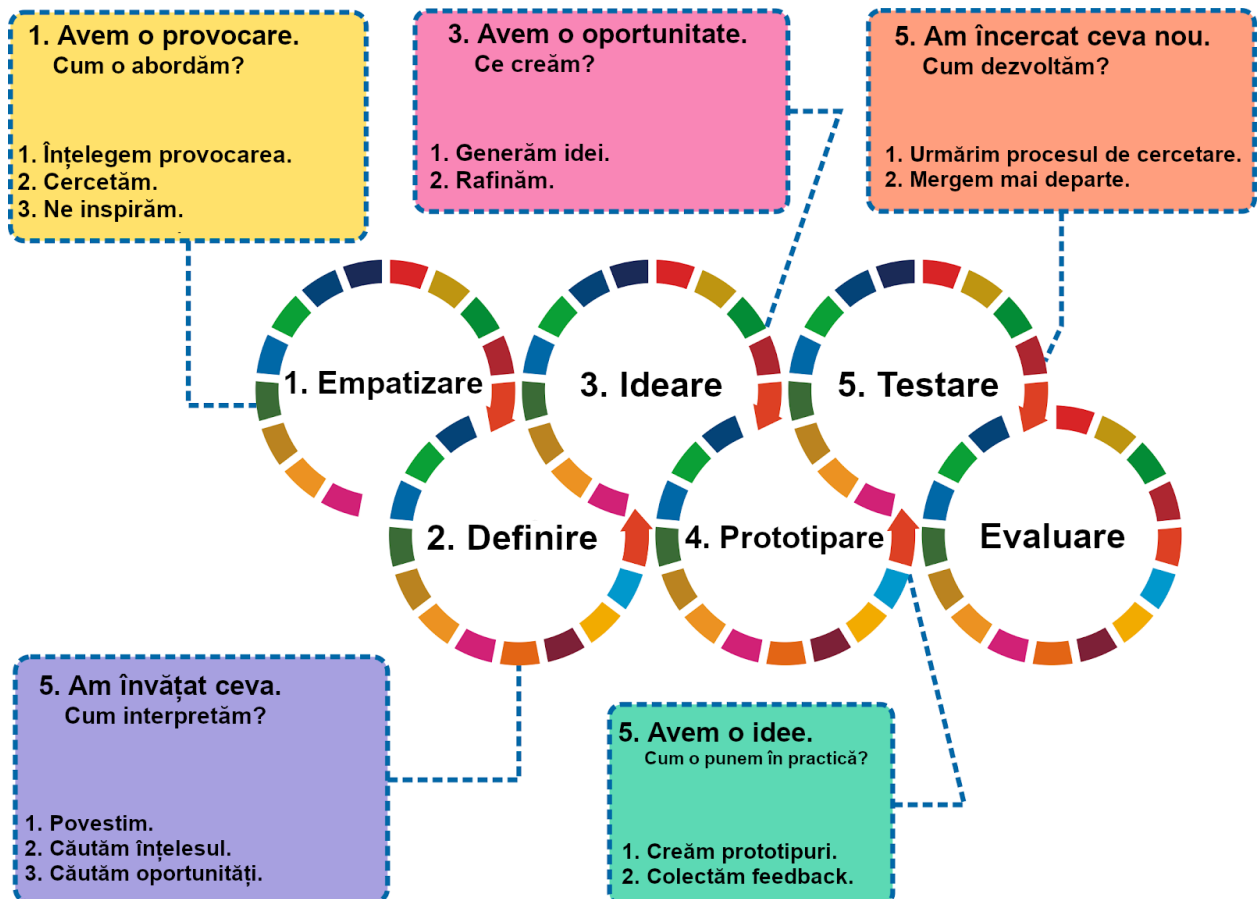 1. Avem o provocare.
Cum o abordăm?
1. Înțelegem provocarea.
2. Cercetăm.
3. Ne inspirăm.
3. Avem o oportunitate.
Ce creăm?
1. Generăm idei.
2. Rafinăm.
5. Am încercat ceva nou.
Cum dezvoltăm?
1. Urmărim procesul de cercetare.
2. Mergem mai departe.
1. Empatizare
3. Ideare
5. Testare
2. Definire
4. Prototipare
Evaluare
5. Am învățat ceva.
Cum interpretăm?
1. Povestim.
2. Căutăm înțelesul.
3. Căutăm oportunități.
5. Avem o idee.
Cum o punem în practică?
1. Creăm prototipuri.
2. Colectăm feedback.